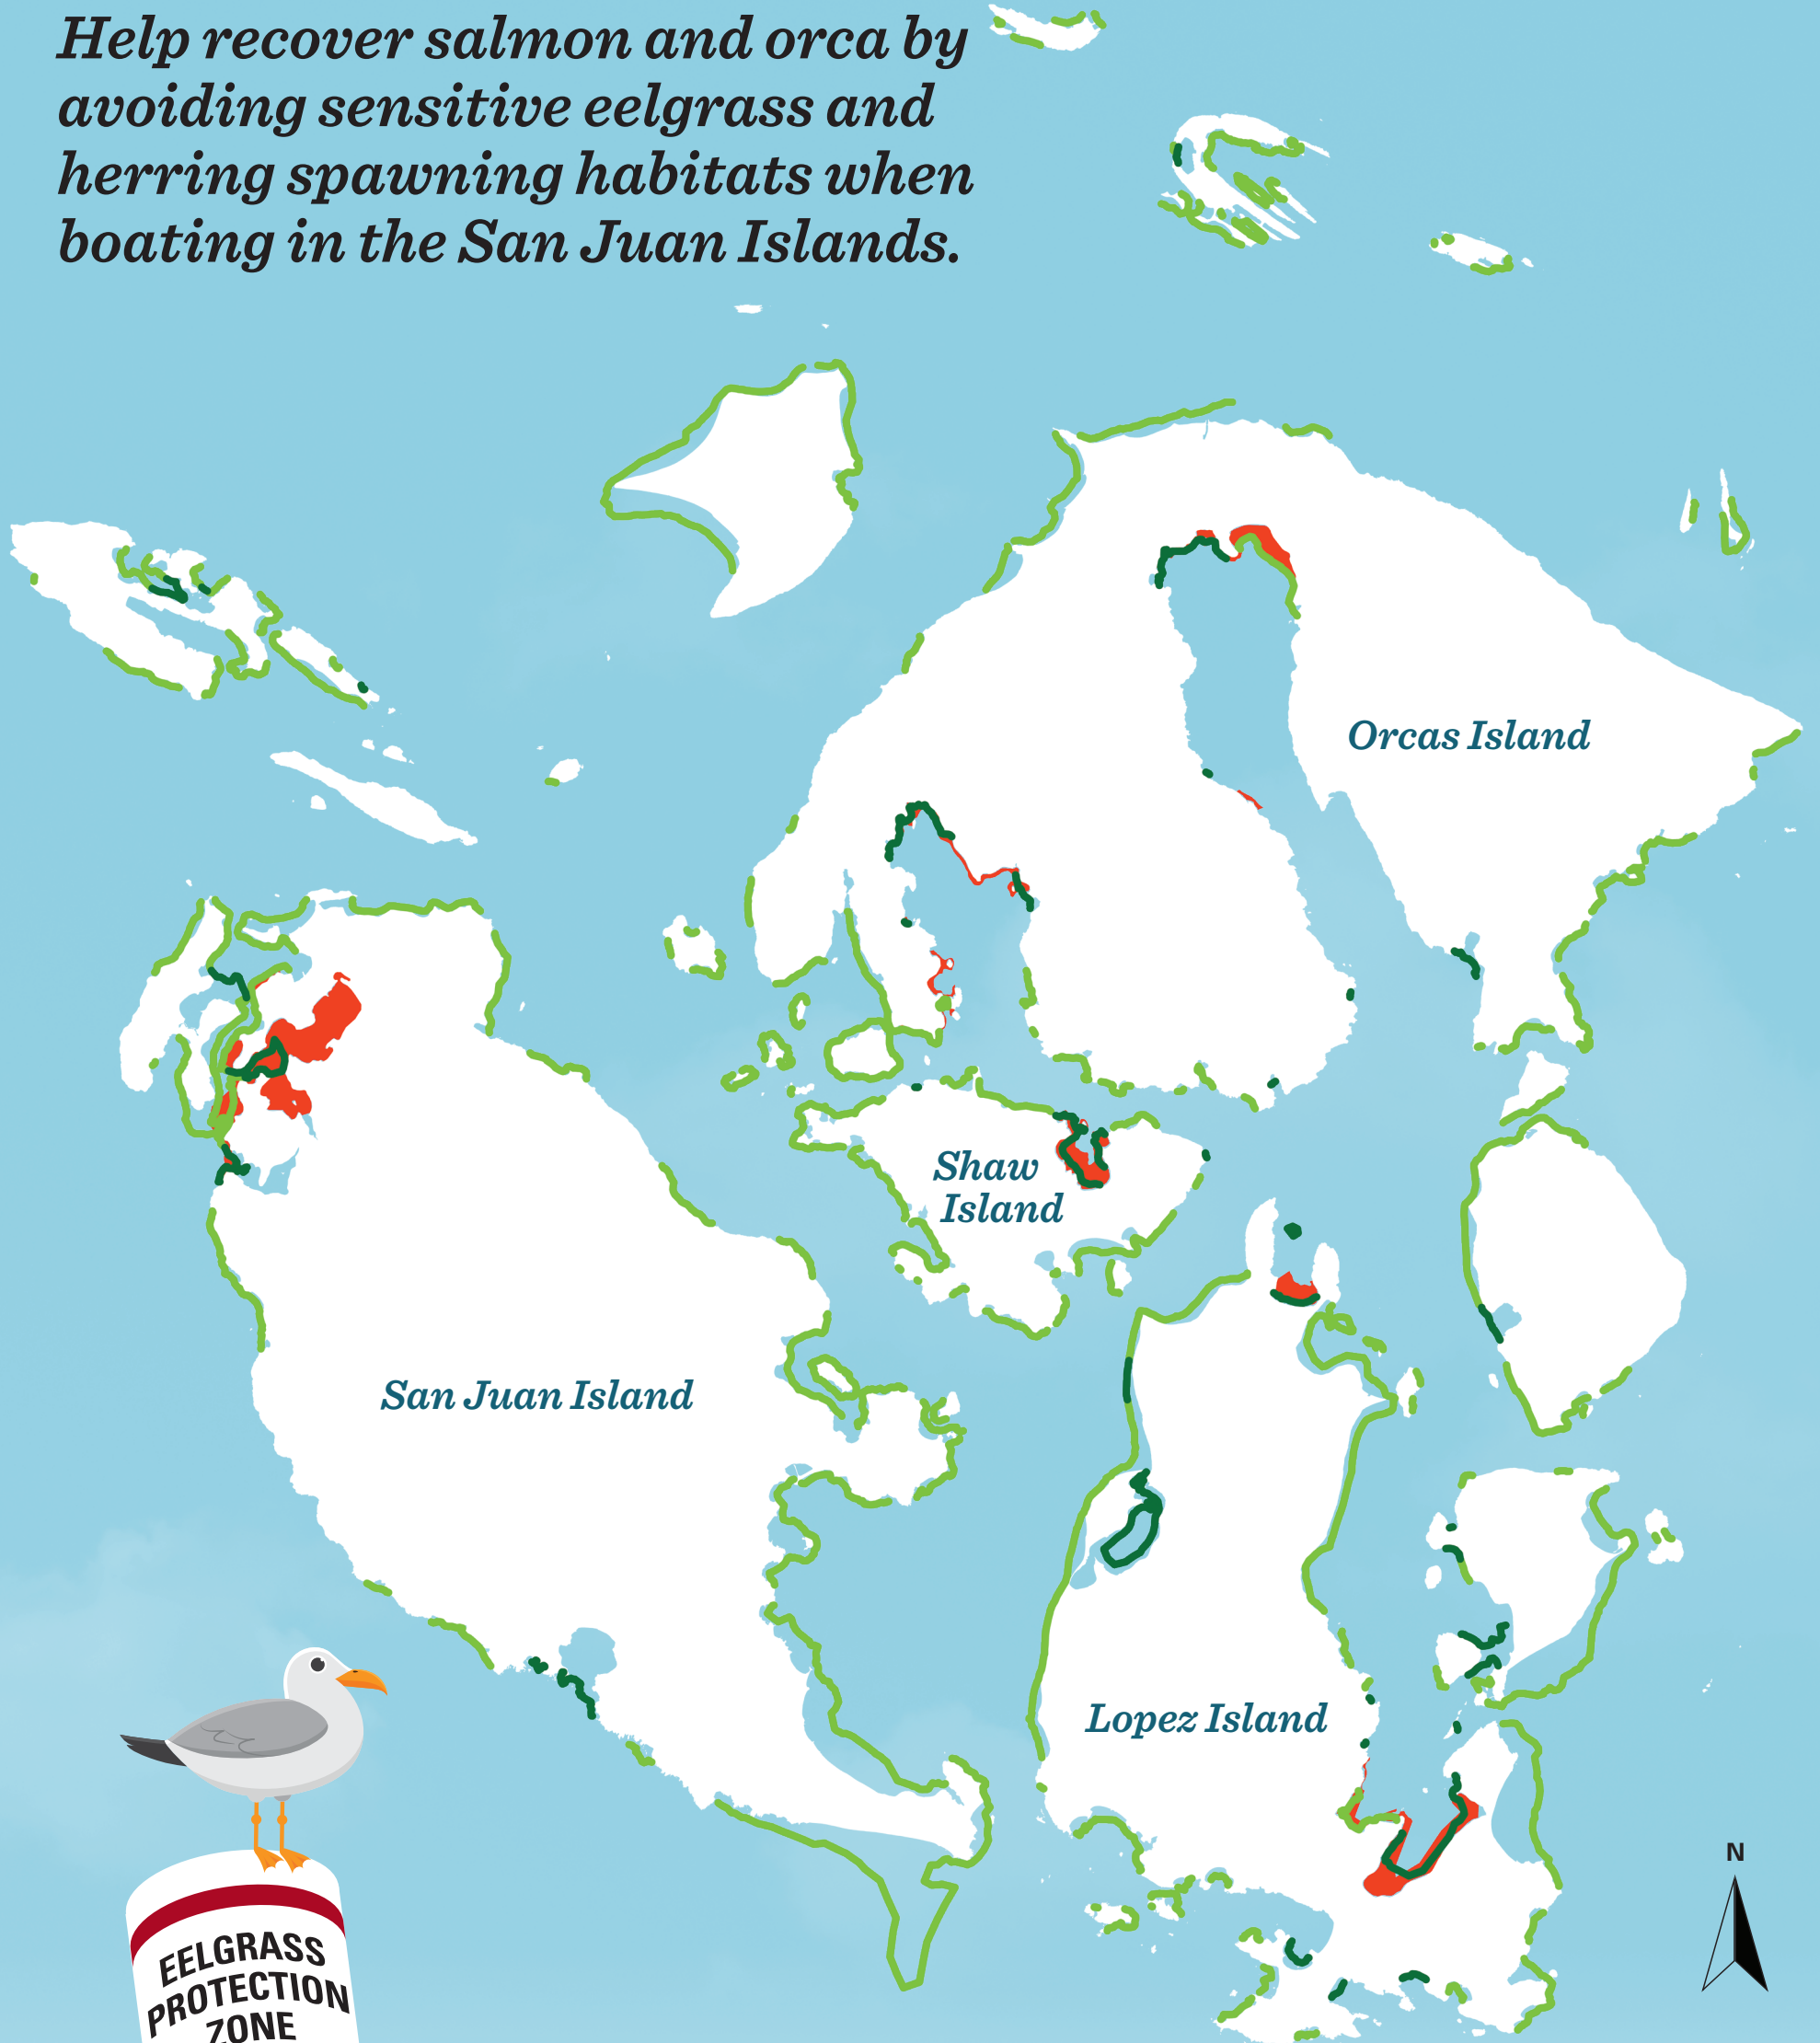 Help recover salmon and orca by
avoiding sensitive eelgrass and
herring spawning habitats when
boating in the San Juan Islands.
Orcas Island
Shaw
Island
San Juan Island
Lopez Island
N
EELGRASS
PROTECTION
ZONE